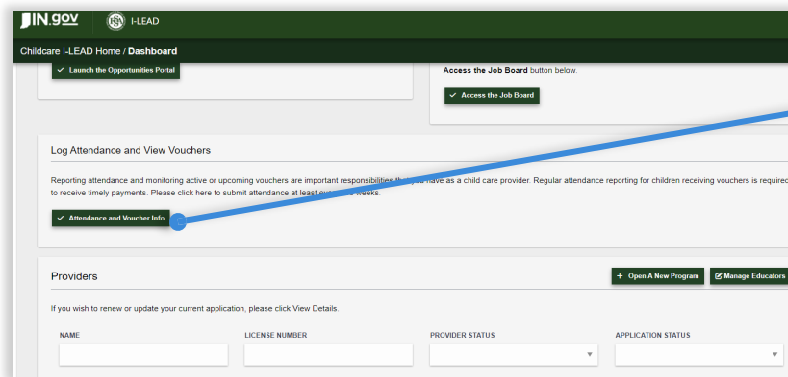 IN.gov I-LEAD
Childcare I-LEAD Home / Dashboard
Launch the Opportunities Portal
Access the Job Board button below.
Access the Job Board
Log Attendance and View Vouchers
Reporting attendance and monitoring active or upcoming vouchers are important responsibilities that you have as a child care provider. Regular attendance reporting for children receiving vouchers is required
to receive timely payments. Please click here to submit attendance at least weeks.
Attendance and Voucher Info
Providers
+ Open A New Program Manage Educators
If you wish to renew or update your current application, please click View Details.
NAME LICENSE NUMBER PROVIDER STATUS APPLICATION STATUS